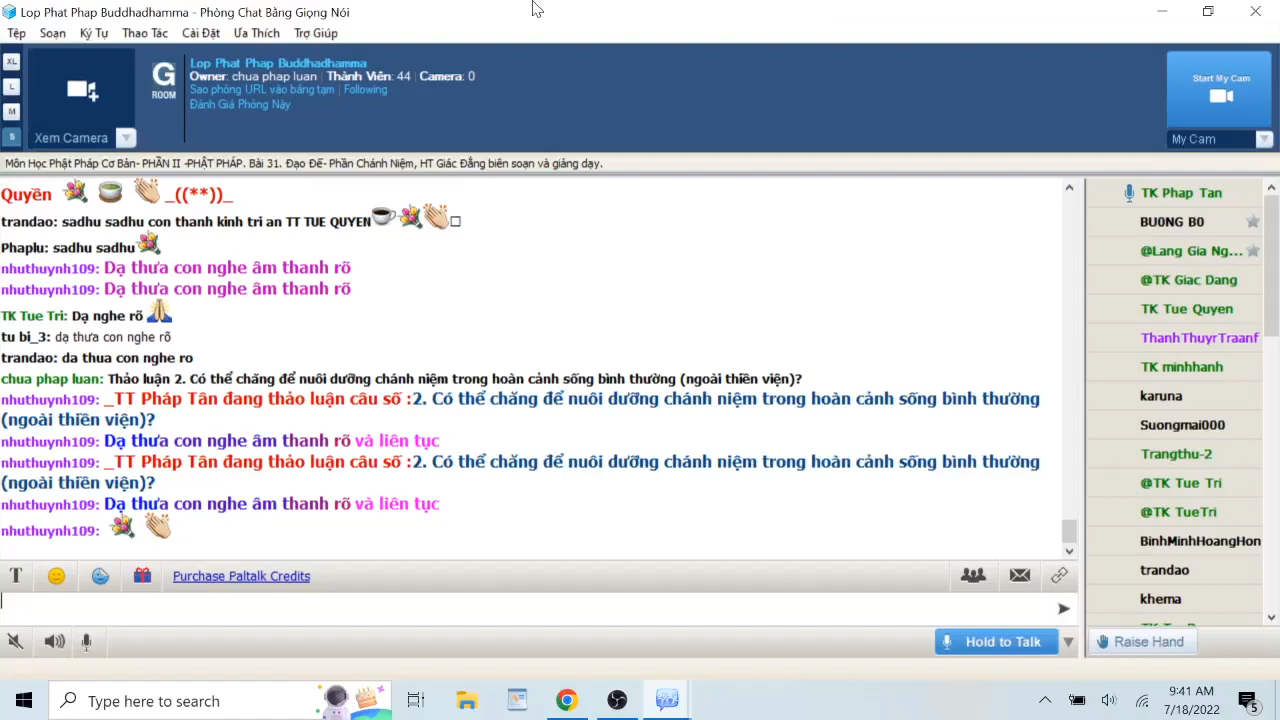 Lop Phat Phap Buddhadhamma - Phòng Chat Bằng Giọng Nói
Tệp Soạn Ký Tự Thao Tác Cài Đặt Ưa Thích Trợ Giúp
XL
L
M
S
Xem Camera
G
ROOM
Lop Phat Phap Buddhadhamma
Owner: chua phap luan | Thành Viên: 44 | Camera: 0
Sao phòng URL vào bảng tạm | Following
Đánh Giá Phòng Này
Start My Cam
My Cam
Môn Học Phật Pháp Cơ Bản- PHẦN II -PHẬT PHÁP. Bài 31. Đạo Đế- Phần Chánh Niệm, HT Giác Đẳng biên soạn và giảng dạy.
Quyền 💐 🍵 👏 _((**))_
trandao: sadhu sadhu con thanh kinh tri an TT TUE QUYEN☕💐👏□
Phaplu: sadhu sadhu💐
nhuthuynh109: Dạ thưa con nghe âm thanh rõ
nhuthuynh109: Dạ thưa con nghe âm thanh rõ
TK Tue Tri: Dạ nghe rõ 🙏
tu bi_3: dạ thưa con nghe rõ
trandao: da thua con nghe ro
chua phap luan: Thảo luận 2. Có thể chăng để nuôi dưỡng chánh niệm trong hoàn cảnh sống bình thường (ngoài thiền viện)?
nhuthuynh109: _TT Pháp Tân đang thảo luận câu số :2. Có thể chăng để nuôi dưỡng chánh niệm trong hoàn cảnh sống bình thường
(ngoài thiền viện)?
nhuthuynh109: Dạ thưa con nghe âm thanh rõ và liên tục
nhuthuynh109: _TT Pháp Tân đang thảo luận câu số :2. Có thể chăng để nuôi dưỡng chánh niệm trong hoàn cảnh sống bình thường
(ngoài thiền viện)?
nhuthuynh109: Dạ thưa con nghe âm thanh rõ và liên tục
nhuthuynh109: 💐 👏
TK Phap Tan
BU0NG B0
@Lang Gia Ng...
@TK Giac Dang
TK Tue Quyen
ThanhThuyrTraanf
TK minhhanh
karuna
Suongmai000
Trangthu-2
@TK Tue Tri
@TK TueTri
BinhMinhHoangHon
trandao
khema
T Purchase Paltalk Credits
Hold to Talk
Raise Hand
Type here to search
9:41 AM
7/18/2022
5